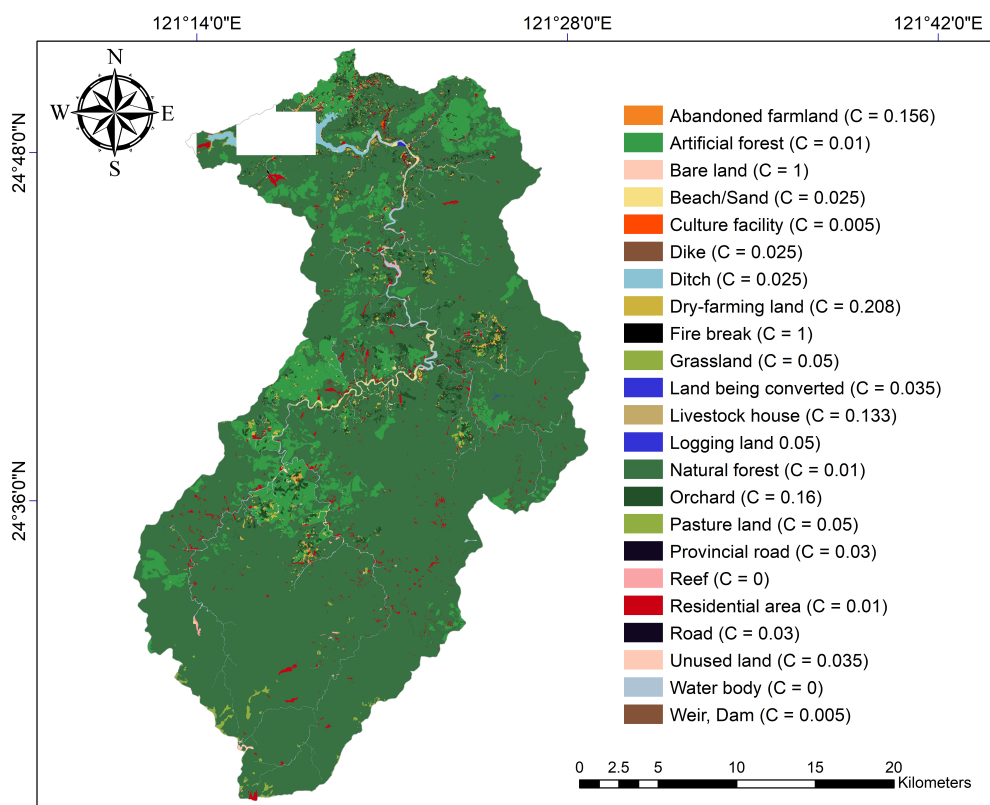 121°14'0"E
121°28'0"E
121°42'0"E
N
W
E
S
24°48'0"N
24°36'0"N
Abandoned farmland (C = 0.156)
Artificial forest (C = 0.01)
Bare land (C = 1)
Beach/Sand (C = 0.025)
Culture facility (C = 0.005)
Dike (C = 0.025)
Ditch (C = 0.025)
Dry-farming land (C = 0.208)
Fire break (C = 1)
Grassland (C = 0.05)
Land being converted (C = 0.035)
Livestock house (C = 0.133)
Logging land 0.05)
Natural forest (C = 0.01)
Orchard (C = 0.16)
Pasture land (C = 0.05)
Provincial road (C = 0.03)
Reef (C = 0)
Residential area (C = 0.01)
Road (C = 0.03)
Unused land (C = 0.035)
Water body (C = 0)
Weir, Dam (C = 0.005)
0 2.5 5 10 15 20
Kilometers